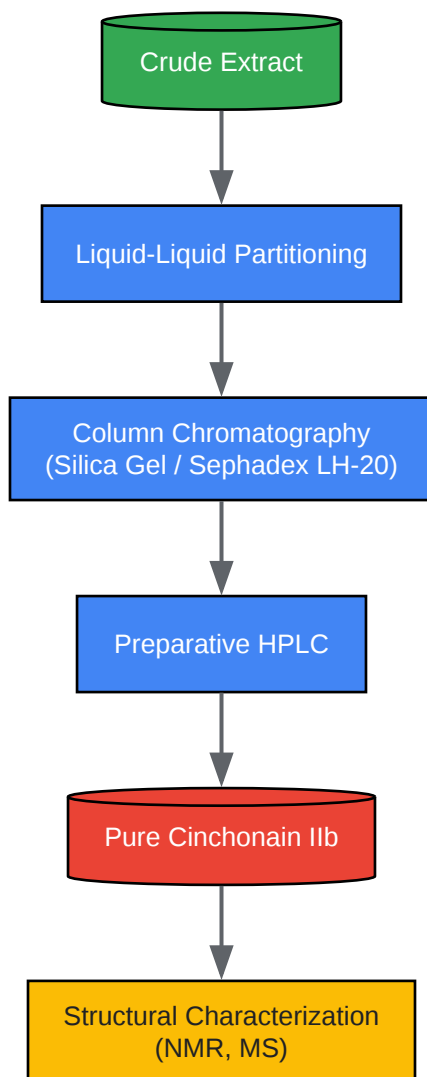 Crude Extract
Liquid-Liquid Partitioning
Column Chromatography
(Silica Gel / Sephadex LH-20)
Preparative HPLC
Pure Cinchonain IIb
Structural Characterization
(NMR, MS)